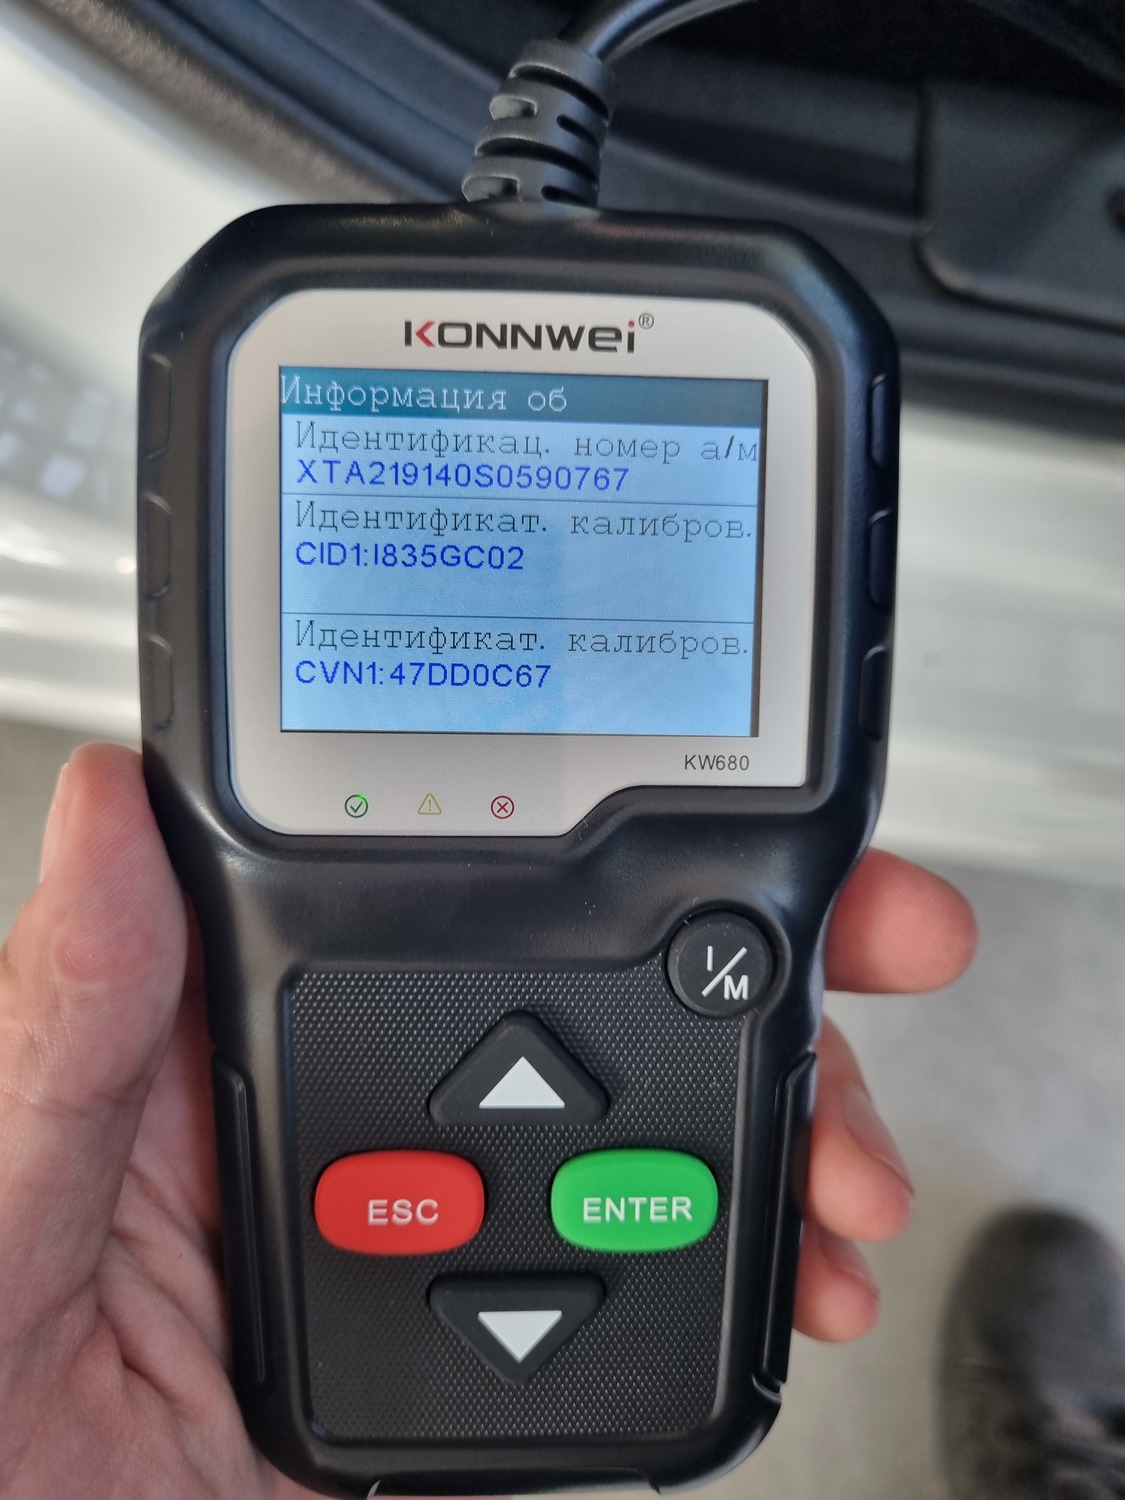 KONNWEI®
Информация об
Идентификац. номер а/м
XTA219140S0590767
Идентификат. калибров.
CID1:I835GC02
Идентификат. калибров.
CVN1:47DD0C67
KW680
I/M
ESC
ENTER